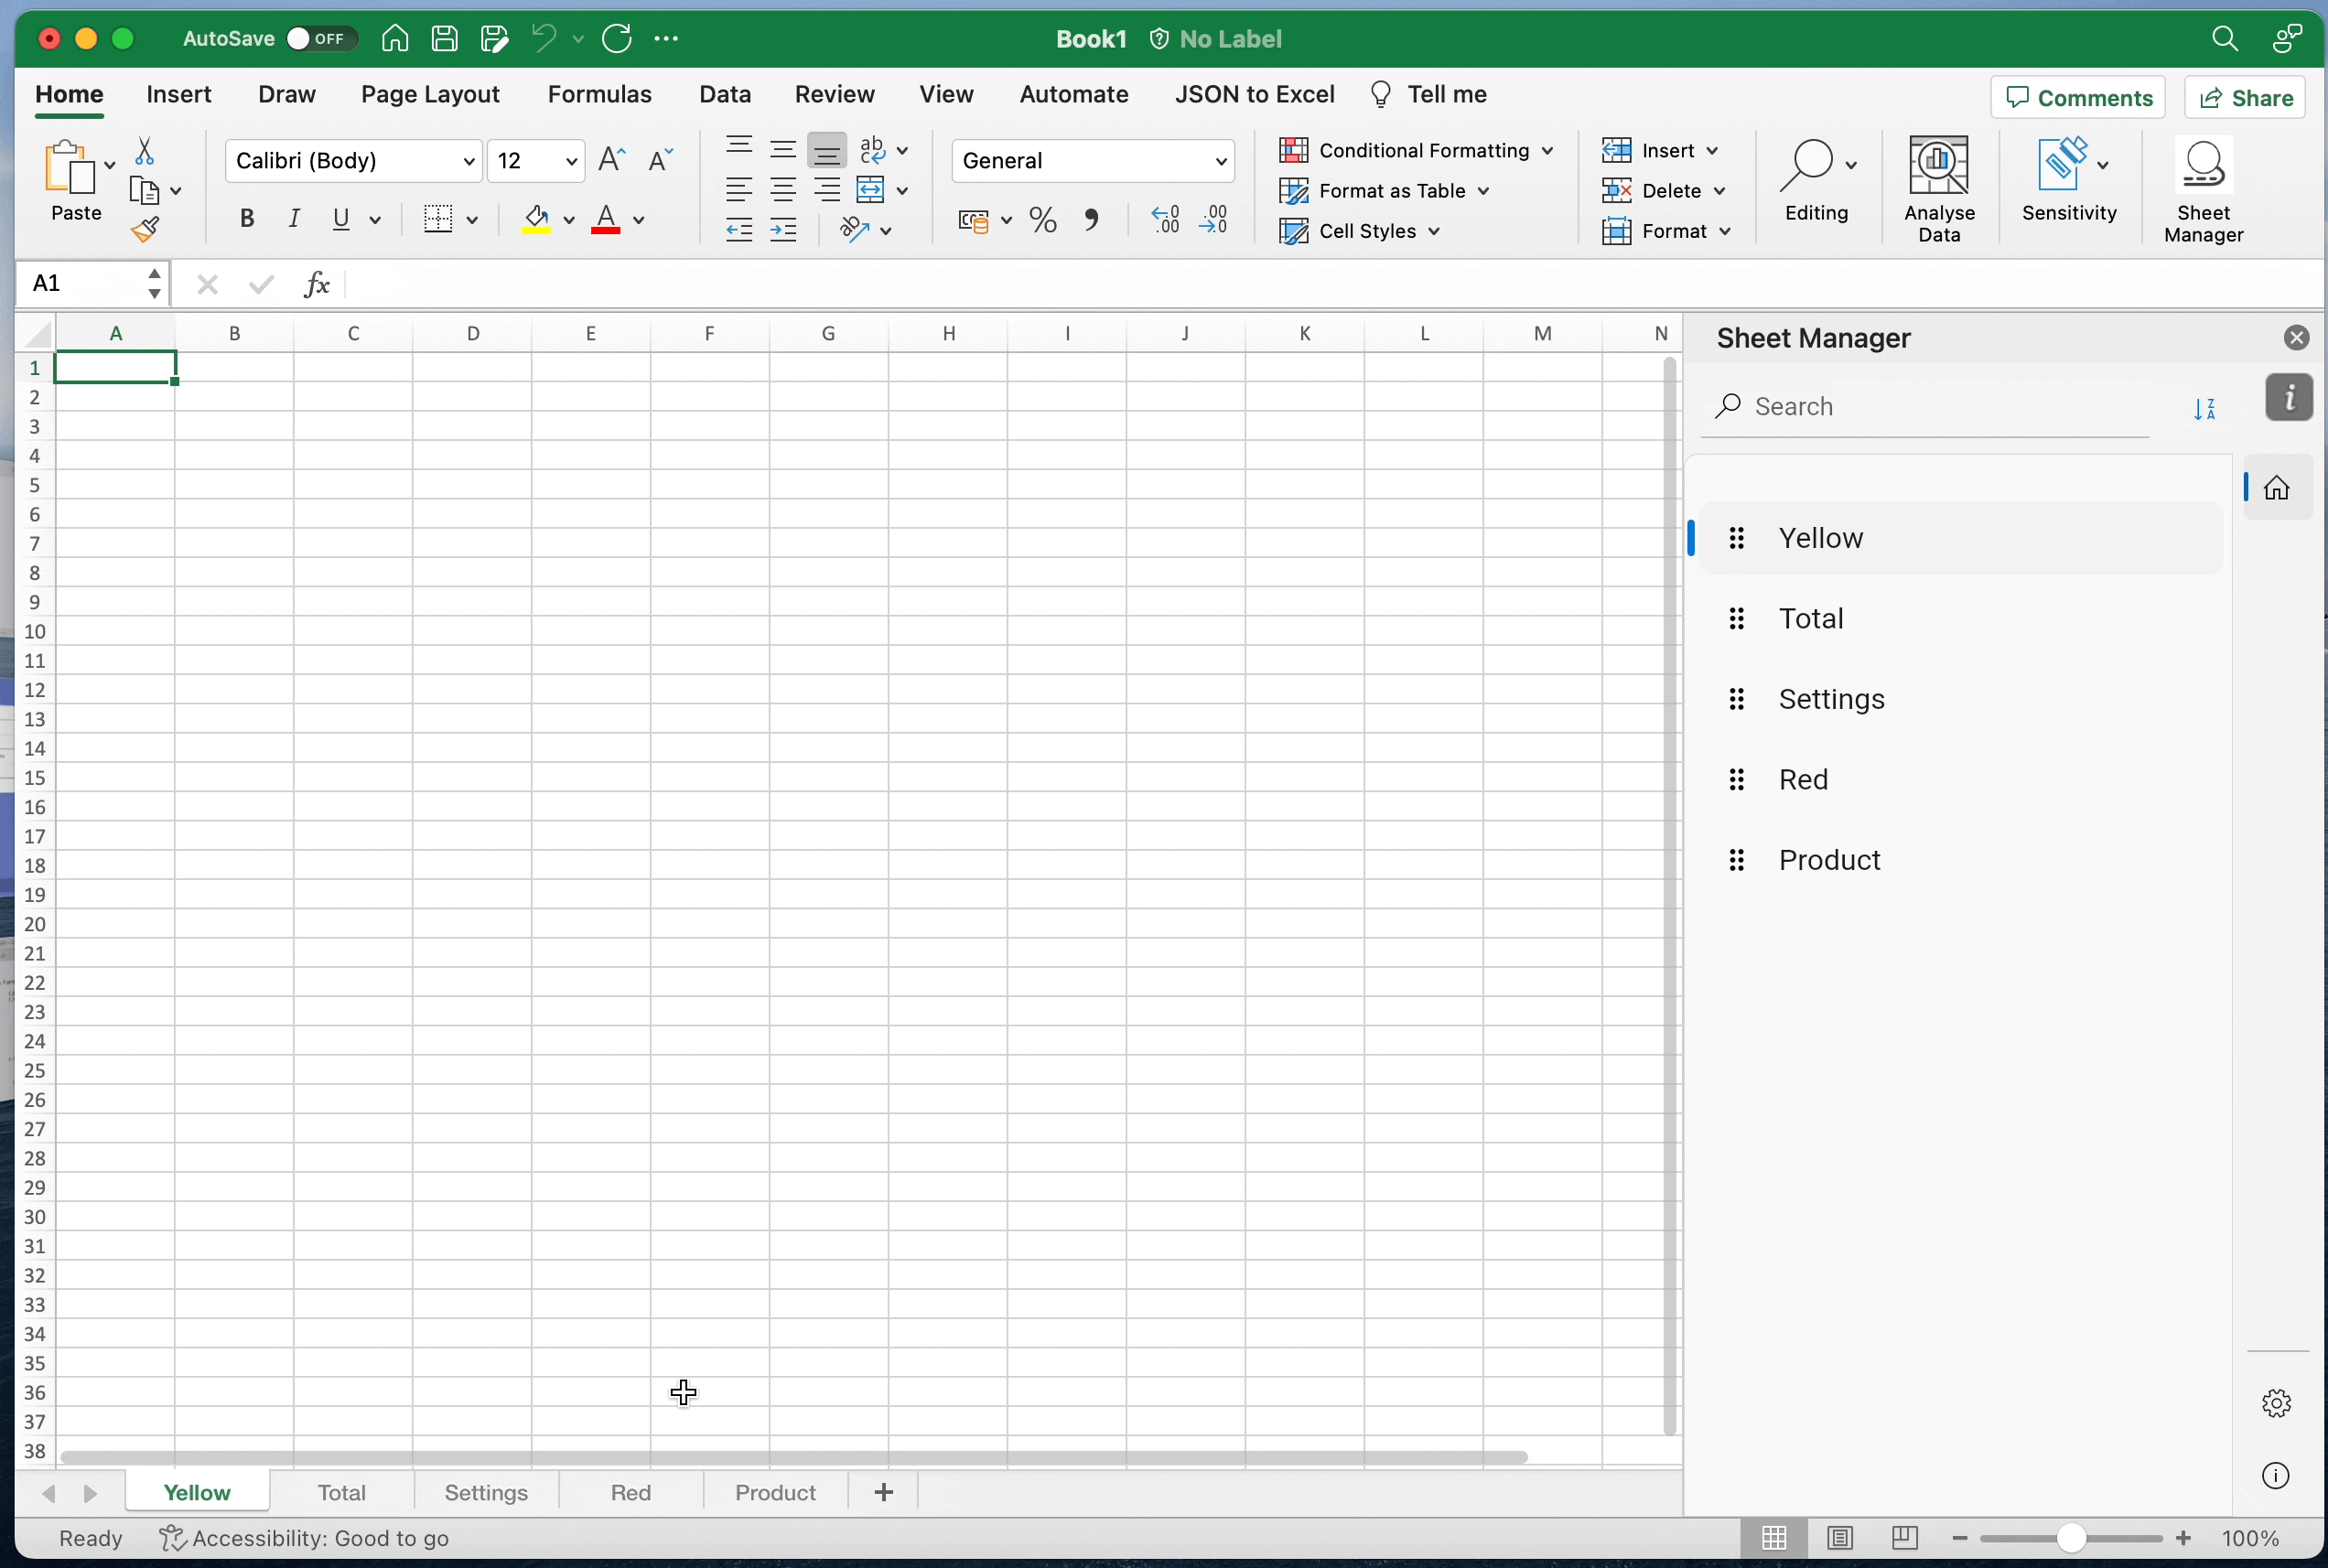 AutoSave OFF Book1 No Label
Home Insert Draw Page Layout Formulas Data Review View Automate JSON to Excel Tell me Comments Share
Paste
Calibri (Body) 12
B I U
General
Conditional Formatting
Format as Table
Cell Styles
Insert
Delete
Format
Editing
Analyse
Data
Sensitivity
Sheet
Manager
A1 fx
A B C D E F G H I J K L M N
1
2
3
4
5
6
7
8
9
10
11
12
13
14
15
16
17
18
19
20
21
22
23
24
25
26
27
28
29
30
31
32
33
34
35
36
37
38
Sheet Manager
Search
Yellow
Total
Settings
Red
Product
Yellow Total Settings Red Product +
Ready Accessibility: Good to go 100%